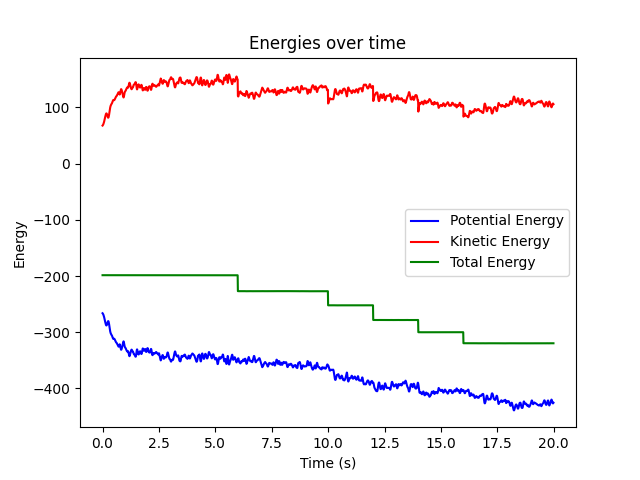 Energies over time
Energy
100
0
−100
−200
−300
−400
Potential Energy
Kinetic Energy
Total Energy
0.0 2.5 5.0 7.5 10.0 12.5 15.0 17.5 20.0
Time (s)